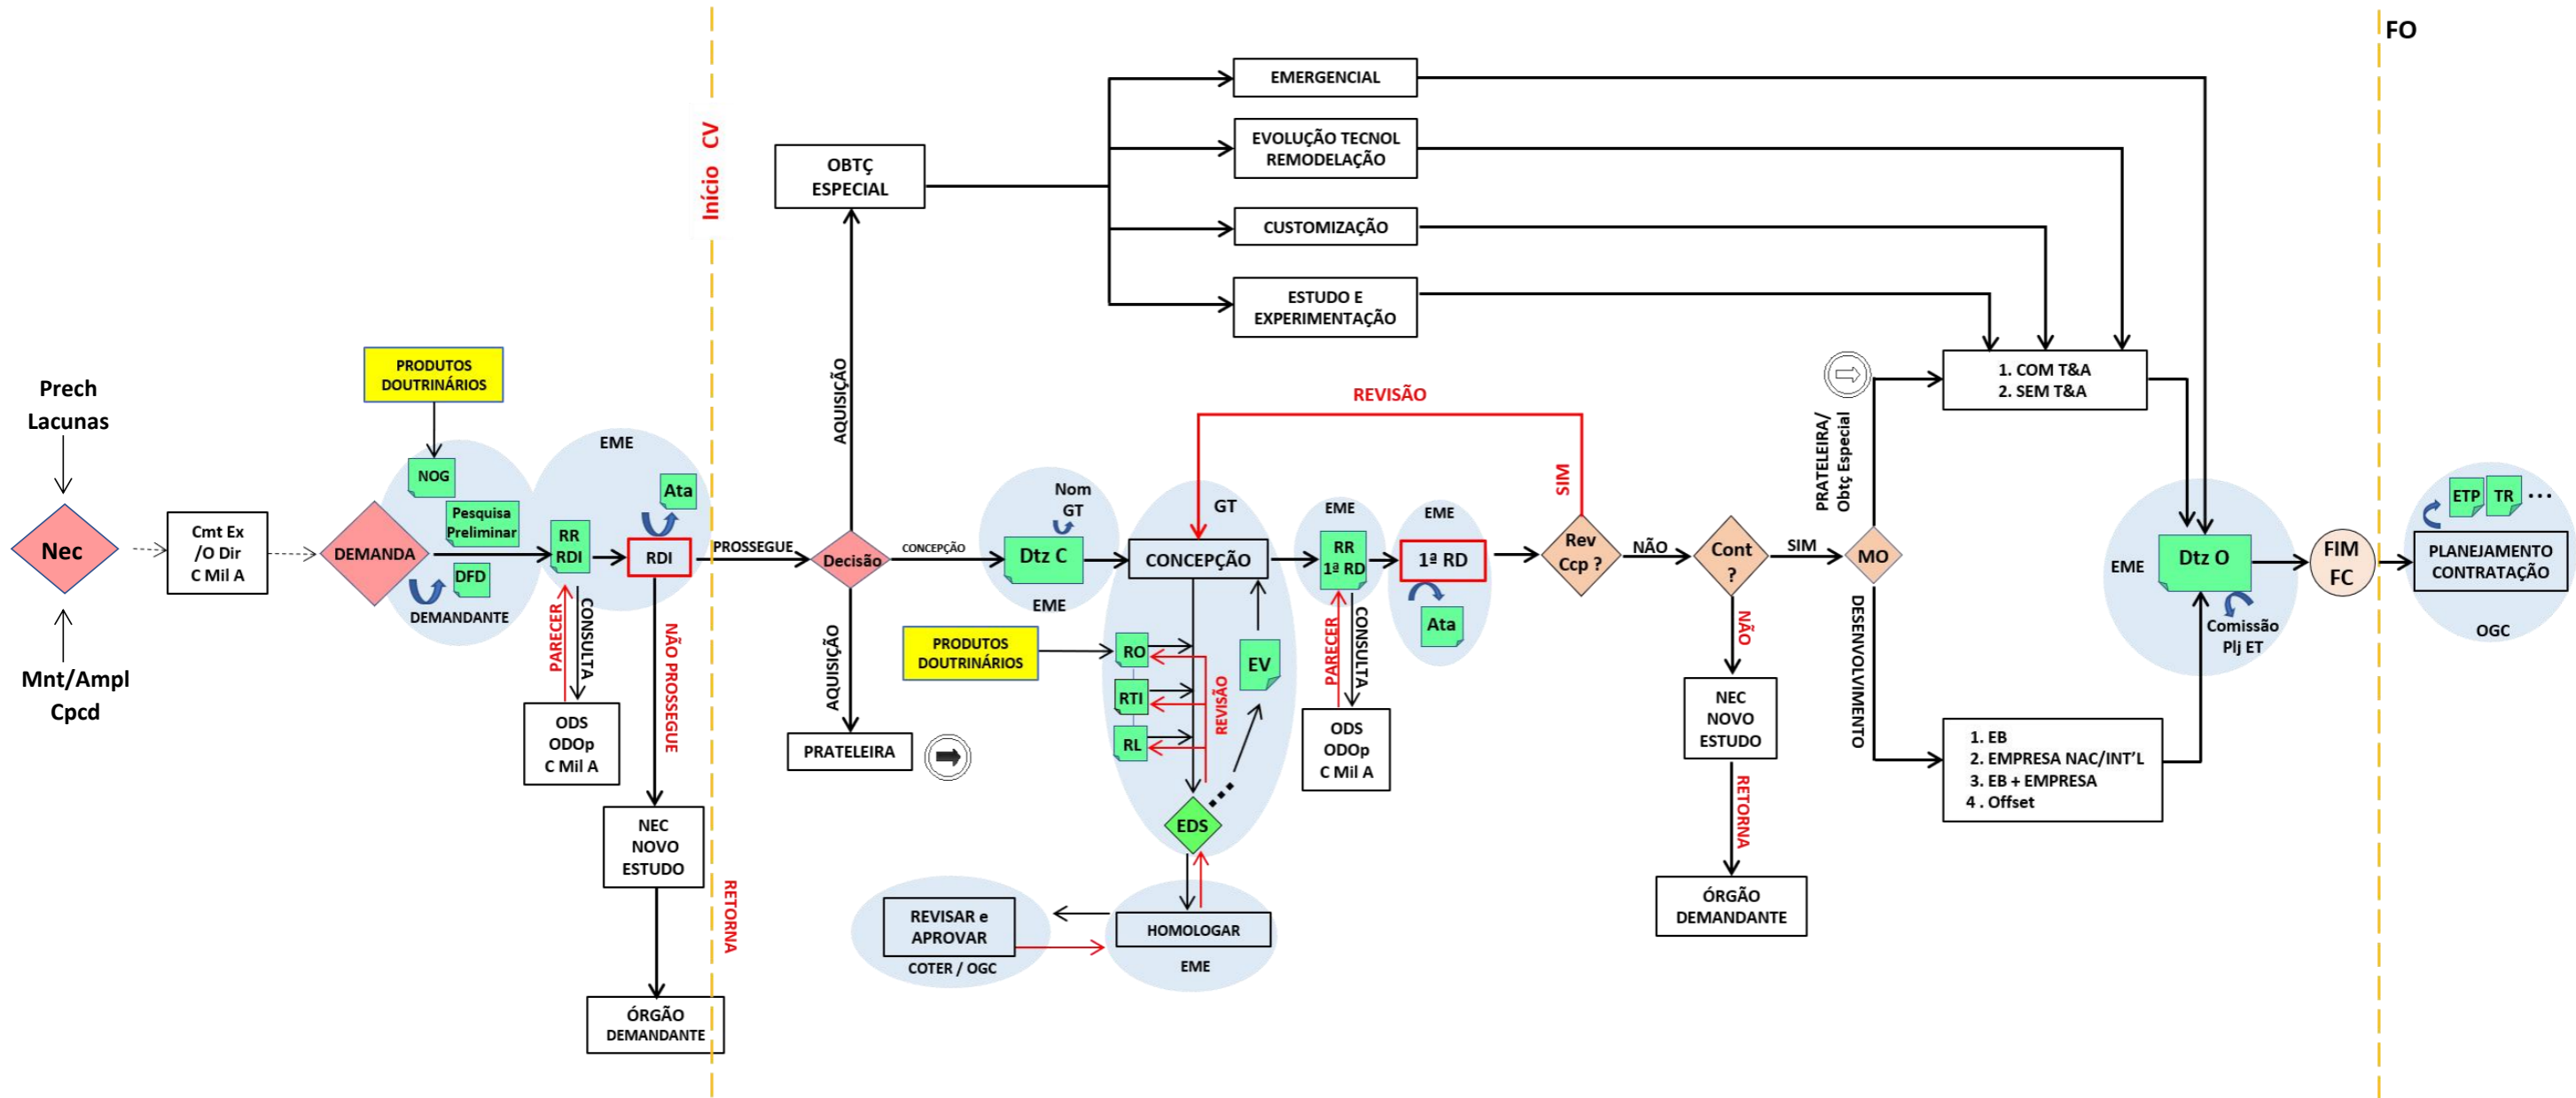 FO
Início CV
EMERGENCIAL
EVOLUÇÃO TECNOL
REMODELAÇÃO
OBTÇ
ESPECIAL
CUSTOMIZAÇÃO
ESTUDO E
EXPERIMENTAÇÃO
AQUISIÇÃO
Prech
Lacunas
Nec
Mnt/Ampl
Cpcd
Cmt Ex
/O Dir
C Mil A
PRODUTOS
DOUTRINÁRIOS
NOG
Pesquisa
Preliminar
DEMANDA
DFD
DEMANDANTE
EME
RR
RDI
Ata
RDI
PARECER
CONSULTA
ODS
ODOp
C Mil A
NÃO PROSSEGUE
NEC
NOVO
ESTUDO
RETORNA
ÓRGÃO
DEMANDANTE
PROSSEGUE
Decisão
CONCEPÇÃO
AQUISIÇÃO
PRATELEIRA
Nom
GT
Dtz C
EME
REVISÃO
GT
CONCEPÇÃO
PRODUTOS
DOUTRINÁRIOS
RO
RTI
RL
REVISÃO
EV
EDS
HOMOLOGAR
EME
REVISAR e
APROVAR
COTER / OGC
EME
RR
1ª RD
PARECER
CONSULTA
ODS
ODOp
C Mil A
EME
1ª RD
Ata
SIM
Rev
Ccp ?
NÃO
Cont
?
SIM
NÃO
NEC
NOVO
ESTUDO
RETORNA
ÓRGÃO
DEMANDANTE
MO
PRATELEIRA/
Obtç Especial
1. COM T&A
2. SEM T&A
DESENVOLVIMENTO
1. EB
2. EMPRESA NAC/INT'L
3. EB + EMPRESA
4 . Offset
EME
Dtz O
Comissão
Plj ET
FIM
FC
ETP
TR
...
PLANEJAMENTO
CONTRATAÇÃO
OGC